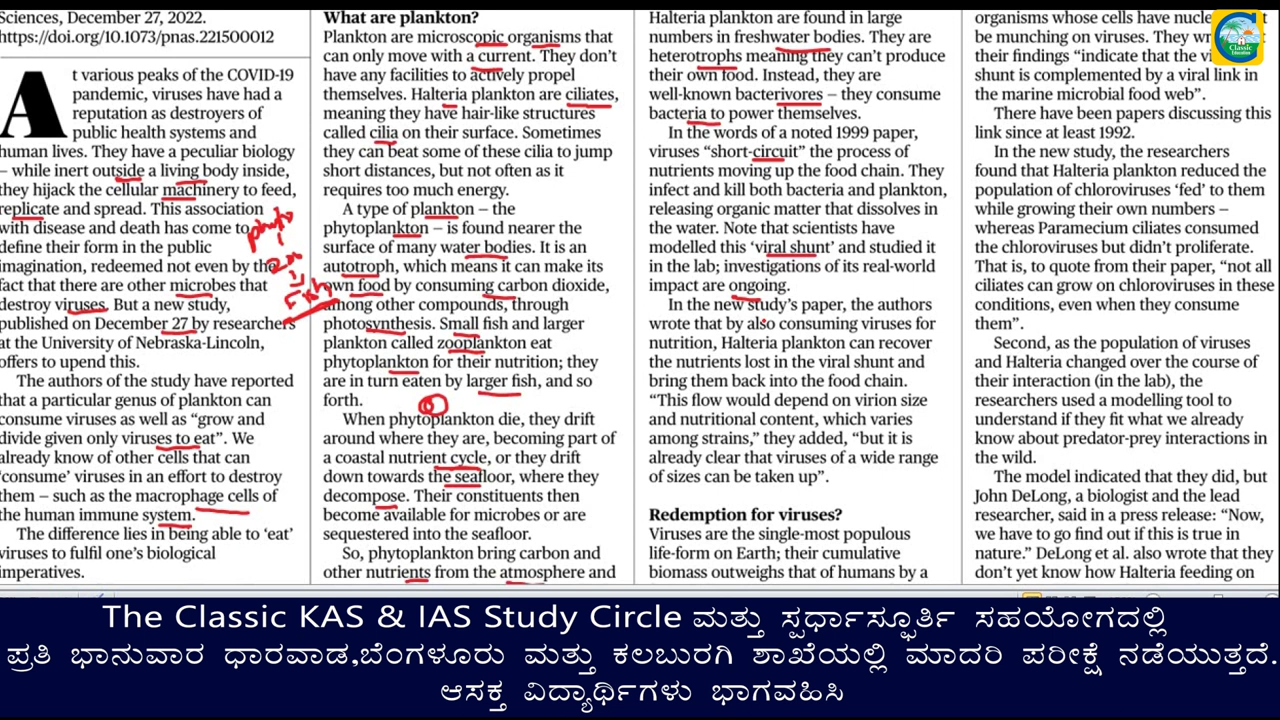 Sciences, December 27, 2022.
https://doi.org/10.1073/pnas.221500012
At various peaks of the COVID-19
pandemic, viruses have had a
reputation as destroyers of
public health systems and
human lives. They have a peculiar biology
– while inert outside a living body inside,
they hijack the cellular machinery to feed,
replicate and spread. This association
with disease and death has come to
define their form in the public
imagination, redeemed not even by the
fact that there are other microbes that
destroy viruses. But a new study,
published on December 27 by researchers
at the University of Nebraska-Lincoln,
offers to upend this.
The authors of the study have reported
that a particular genus of plankton can
consume viruses as well as “grow and
divide given only viruses to eat”. We
already know of other cells that can
‘consume’ viruses in an effort to destroy
them – such as the macrophage cells of
the human immune system.
The difference lies in being able to ‘eat’
viruses to fulfil one’s biological
imperatives.
phyto
zoo
Fish
What are plankton?
Plankton are microscopic organisms that
can only move with a current. They don’t
have any facilities to actively propel
themselves. Halteria plankton are ciliates,
meaning they have hair-like structures
called cilia on their surface. Sometimes
they can beat some of these cilia to jump
short distances, but not often as it
requires too much energy.
A type of plankton – the
phytoplankton – is found nearer the
surface of many water bodies. It is an
autotroph, which means it can make its
own food by consuming carbon dioxide,
among other compounds, through
photosynthesis. Small fish and larger
plankton called zooplankton eat
phytoplankton for their nutrition; they
are in turn eaten by larger fish, and so
forth.
When phytoplankton die, they drift
around where they are, becoming part of
a coastal nutrient cycle, or they drift
down towards the seafloor, where they
decompose. Their constituents then
become available for microbes or are
sequestered into the seafloor.
So, phytoplankton bring carbon and
other nutrients from the atmosphere and
Halteria plankton are found in large
numbers in freshwater bodies. They are
heterotrophs meaning they can’t produce
their own food. Instead, they are
well-known bacterivores – they consume
bacteria to power themselves.
In the words of a noted 1999 paper,
viruses “short-circuit” the process of
nutrients moving up the food chain. They
infect and kill both bacteria and plankton,
releasing organic matter that dissolves in
the water. Note that scientists have
modelled this ‘viral shunt’ and studied it
in the lab; investigations of its real-world
impact are ongoing.
In the new study’s paper, the authors
wrote that by also consuming viruses for
nutrition, Halteria plankton can recover
the nutrients lost in the viral shunt and
bring them back into the food chain.
“This flow would depend on virion size
and nutritional content, which varies
among strains,” they added, “but it is
already clear that viruses of a wide range
of sizes can be taken up”.
Redemption for viruses?
Viruses are the single-most populous
life-form on Earth; their cumulative
biomass outweighs that of humans by a
organisms whose cells have
be munching on viruses. They
their findings “indicate that the
shunt is complemented by a viral link in
the marine microbial food web”.
There have been papers discussing this
link since at least 1992.
In the new study, the researchers
found that Halteria plankton reduced the
population of chloroviruses ‘fed’ to them
while growing their own numbers –
whereas Paramecium ciliates consumed
the chloroviruses but didn’t proliferate.
That is, to quote from their paper, “not all
ciliates can grow on chloroviruses in these
conditions, even when they consume
them”.
Second, as the population of viruses
and Halteria changed over the course of
their interaction (in the lab), the
researchers used a modelling tool to
understand if they fit what we already
know about predator-prey interactions in
the wild.
The model indicated that they did, but
John DeLong, a biologist and the lead
researcher, said in a press release: “Now,
we have to go find out if this is true in
nature.” DeLong et al. also wrote that they
don’t yet know how Halteria feeding on
Classic
Education
The Classic KAS & IAS Study Circle ಮತ್ತು ಸ್ಪರ್ಧಾಸ್ಫೂರ್ತಿ ಸಹಯೋಗದಲ್ಲಿ
ಪ್ರತಿ ಭಾನುವಾರ ಧಾರವಾಡ,ಬೆಂಗಳೂರು ಮತ್ತು ಕಲಬುರಗಿ ಶಾಖೆಯಲ್ಲಿ ಮಾದರಿ ಪರೀಕ್ಷೆ ನಡೆಯುತ್ತದೆ.
ಆಸಕ್ತ ವಿದ್ಯಾರ್ಥಿಗಳು ಭಾಗವಹಿಸಿ